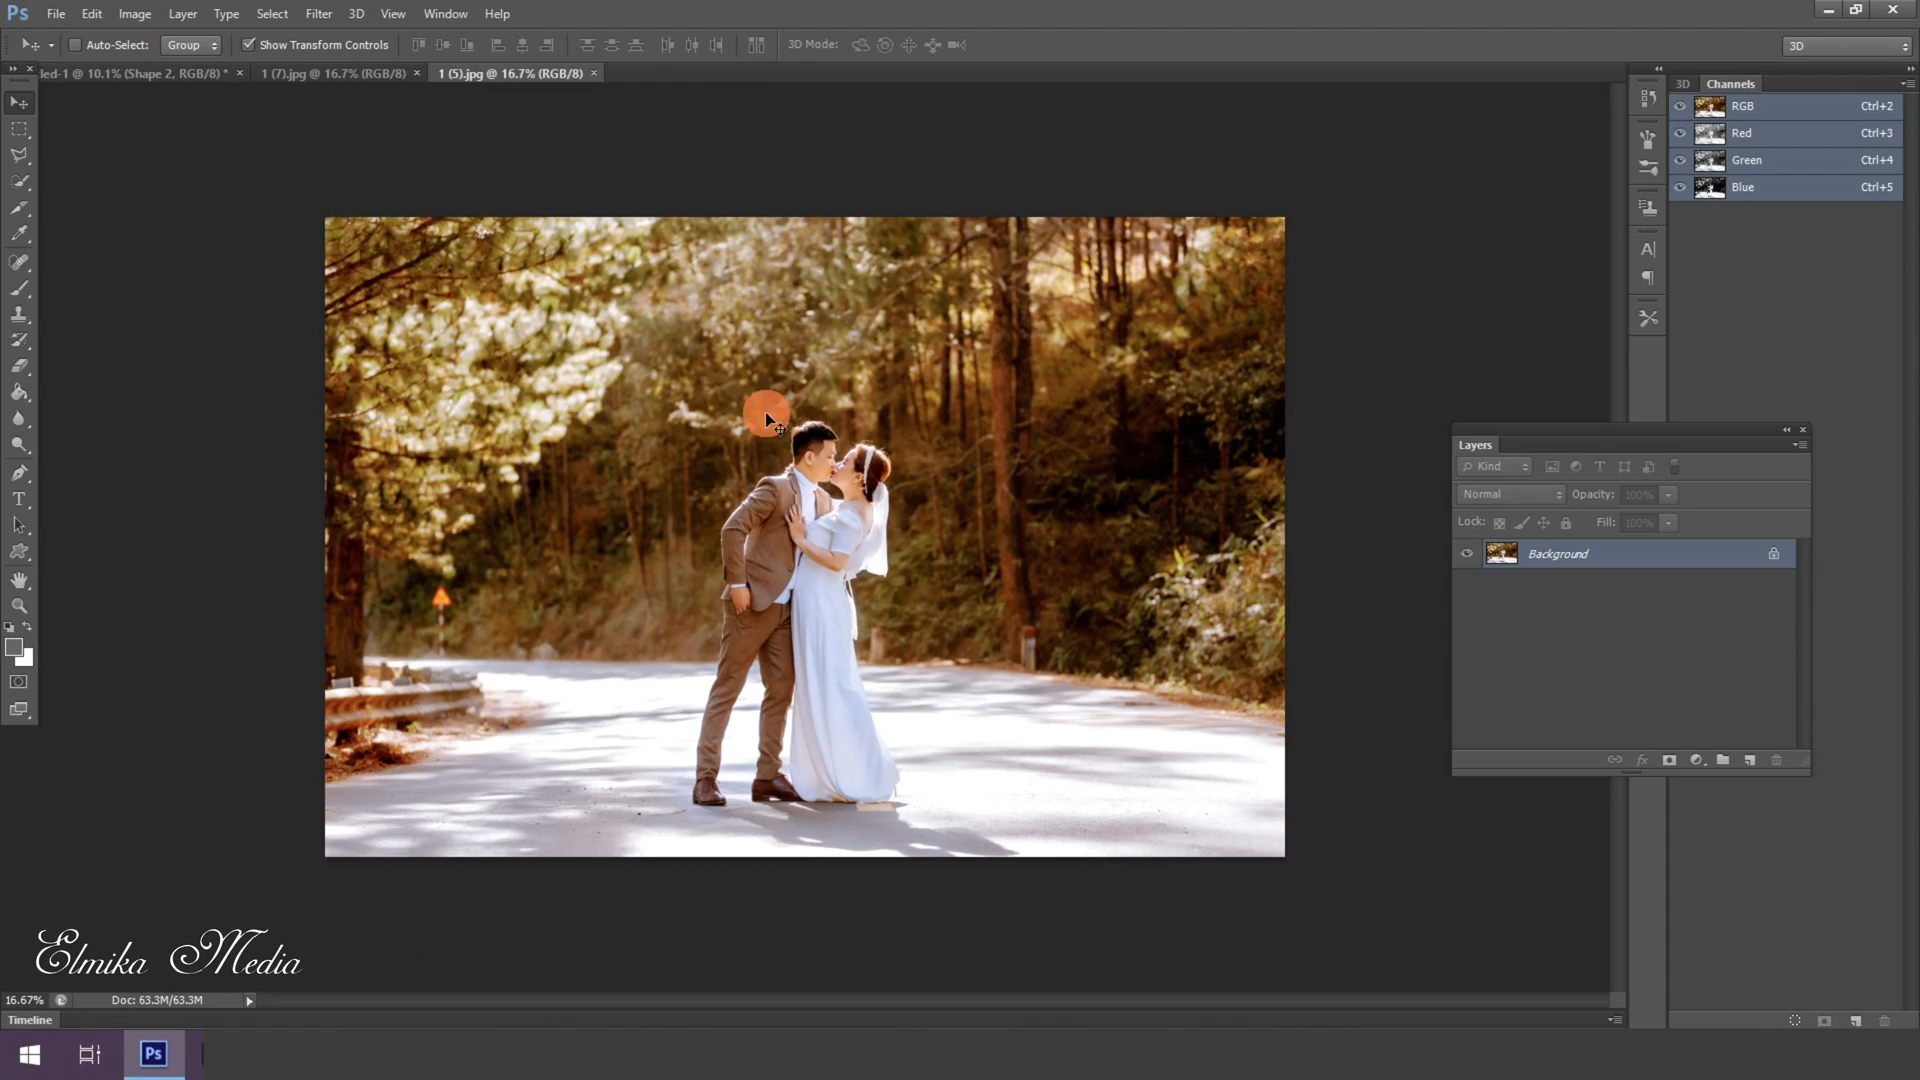 Ps File Edit Image Layer Type Select Filter 3D View Window Help
Auto-Select: Group Show Transform Controls 3D Mode: 3D
led-1 @ 10.1% (Shape 2, RGB/8) * × 1 (7).jpg @ 16.7% (RGB/8) × 1 (5).jpg @ 16.7% (RGB/8) ×
3D Channels
RGB Ctrl+2
Red Ctrl+3
Green Ctrl+4
Blue Ctrl+5
Layers
Kind
Normal Opacity: 100%
Lock: Fill: 100%
Background
fx
Elmika Media
16.67% Doc: 63.3M/63.3M
Timeline
Ps